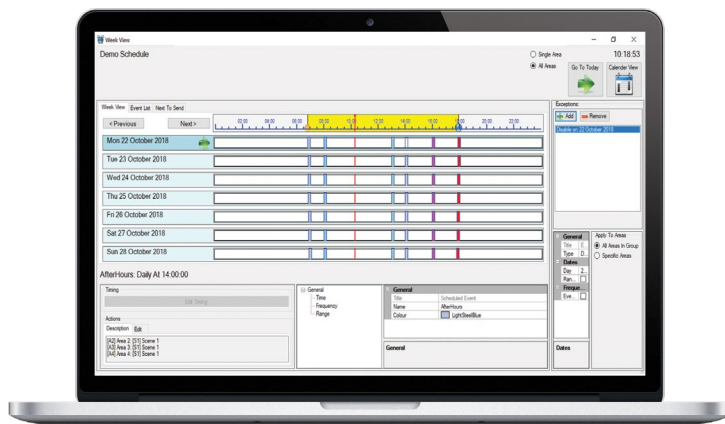 Week View
Demo Schedule
Single Area
All Areas
10:18:53
Go To Today
Calender View
Week View Event List Next To Send
< Previous Next >
02:00 04:00 06:00 08:00 10:00 12:00 14:00 16:00 20:00 22:00
Mon 22 October 2018
Tue 23 October 2018
Wed 24 October 2018
Thu 25 October 2018
Fri 26 October 2018
Sat 27 October 2018
Sun 28 October 2018
Exceptions:
Add Remove
Disable on 22 October 2018
AfterHours: Daily At 14:00:00
Timing
Edit Timing
Actions
Description Edit
[A2] Area 2: [S1] Scene 1
[A3] Area 3: [S1] Scene 1
[A4] Area 4: [S1] Scene 1
General
Time
Frequency
Range
General
Title Scheduled Event
Name AfterHours
Colour LightSteelBlue
General
General
Title E...
Type D...
Dates
Day 2...
Ran...
Freque...
Eve...
Dates
Apply To Areas
All Areas In Group
Specific Areas